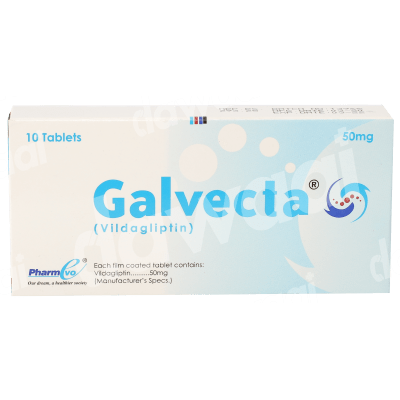 10 Tablets
50mg
Galvecta®
(Vildagliptin)
Each film coated tablet contains:
Vildagliptin..........50mg
(Manufacturer's Specs.)
PharmEvo®
Our dream, a healthier society
dawaai